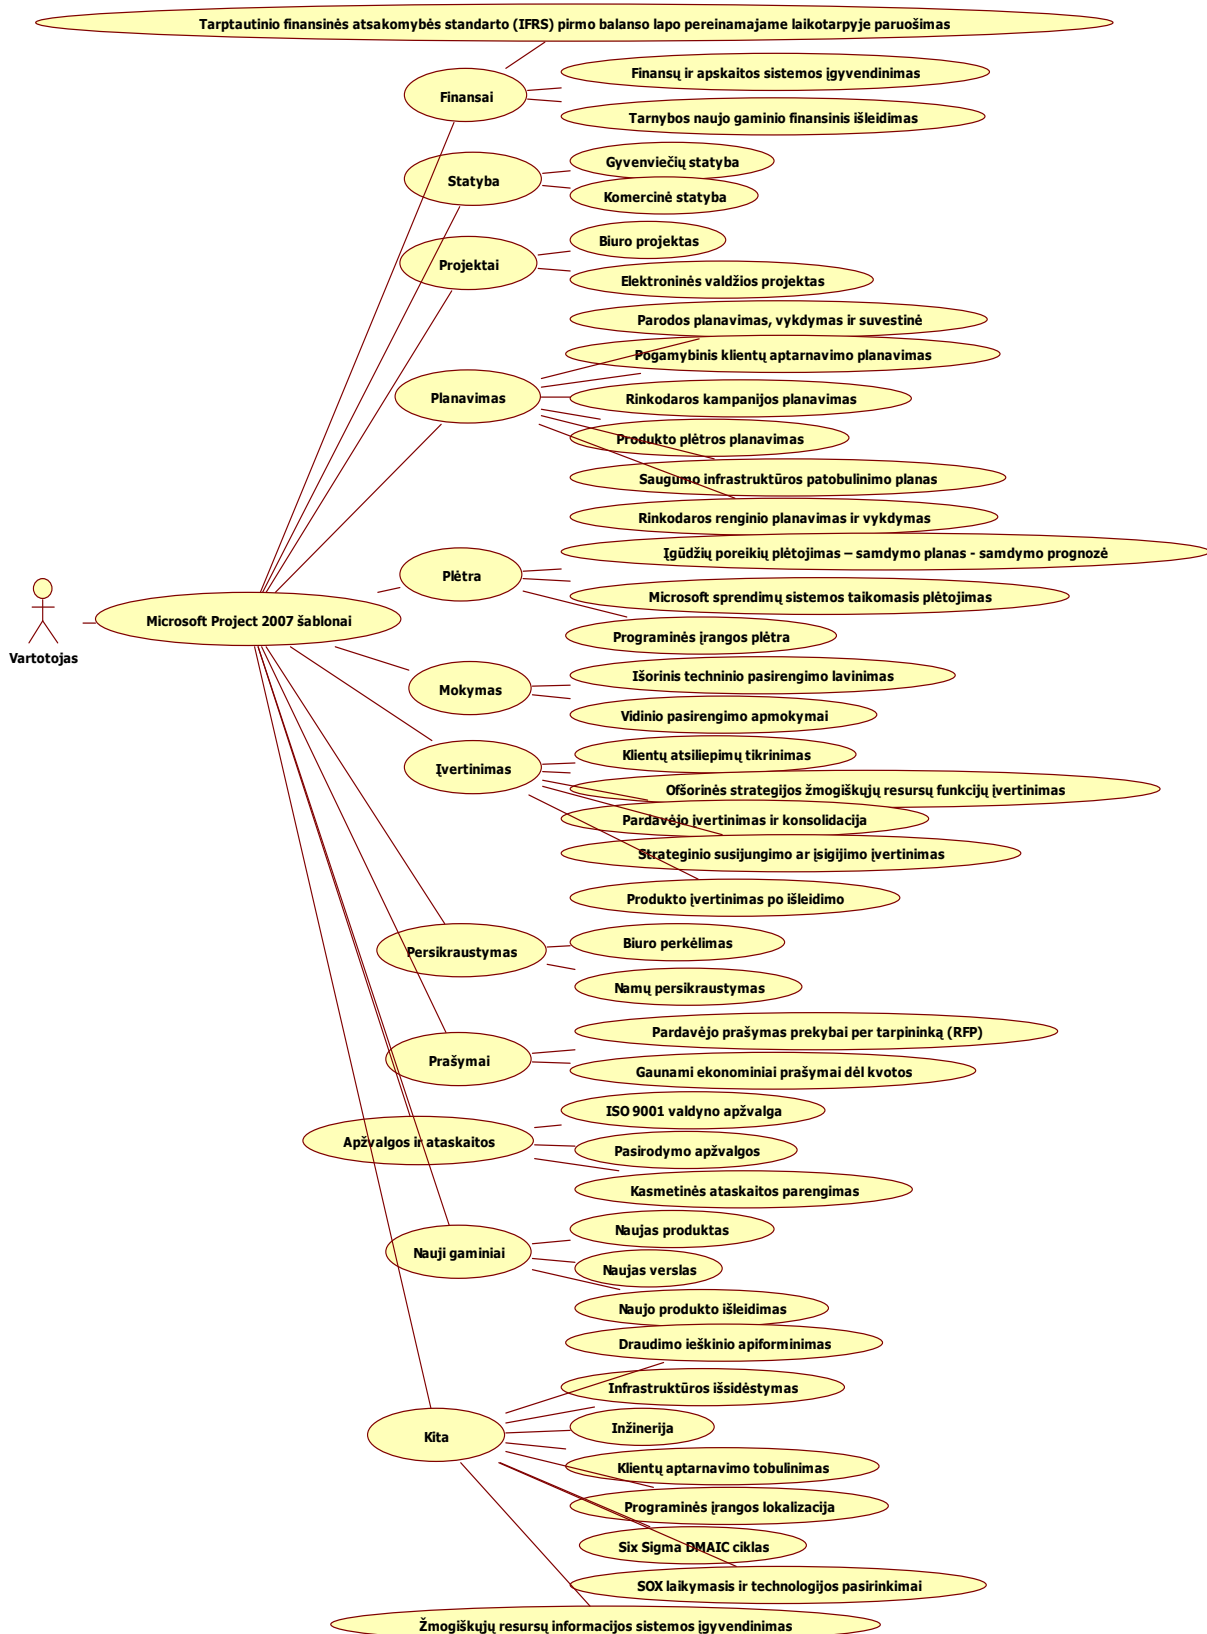 Tarptautinio finansinės atsakomybės standarto (IFRS) pirmo balanso lapo pereinamajame laikotarpyje paruošimas
Finansai
Finansų ir apskaitos sistemos įgyvendinimas
Tarnybos naujo gaminio finansinis išleidimas
Statyba
Gyvenviečių statyba
Komercinė statyba
Projektai
Biuro projektas
Elektroninės valdžios projektas
Planavimas
Parodos planavimas, vykdymas ir suvestinė
Pogamybinis klientų aptarnavimo planavimas
Rinkodaros kampanijos planavimas
Produkto plėtros planavimas
Saugumo infrastruktūros patobulinimo planas
Rinkodaros renginio planavimas ir vykdymas
Plėtra
Įgūdžių poreikių plėtojimas – samdymo planas - samdymo prognozė
Microsoft sprendimų sistemos taikomasis plėtojimas
Programinės įrangos plėtra
Vartotojas
Microsoft Project 2007 šablonai
Mokymas
Išorinis techninio pasirengimo lavinimas
Vidinio pasirengimo apmokymai
Įvertinimas
Klientų atsiliepimų tikrinimas
Ofšorinės strategijos žmogiškųjų resursų funkcijų įvertinimas
Pardavėjo įvertinimas ir konsolidacija
Strateginio susijungimo ar įsigijimo įvertinimas
Produkto įvertinimas po išleidimo
Persikraustymas
Biuro perkėlimas
Namų persikraustymas
Prašymai
Pardavėjo prašymas prekybai per tarpininką (RFP)
Gaunami ekonominiai prašymai dėl kvotos
Apžvalgos ir ataskaitos
ISO 9001 valdyno apžvalga
Pasirodymo apžvalgos
Kasmetinės ataskaitos parengimas
Nauji gaminiai
Naujas produktas
Naujas verslas
Naujo produkto išleidimas
Kita
Draudimo ieškinio apiforminimas
Infrastruktūros išsidėstymas
Inžinerija
Klientų aptarnavimo tobulinimas
Programinės įrangos lokalizacija
Six Sigma DMAIC ciklas
SOX laikymasis ir technologijos pasirinkimai
Žmogiškųjų resursų informacijos sistemos įgyvendinimas